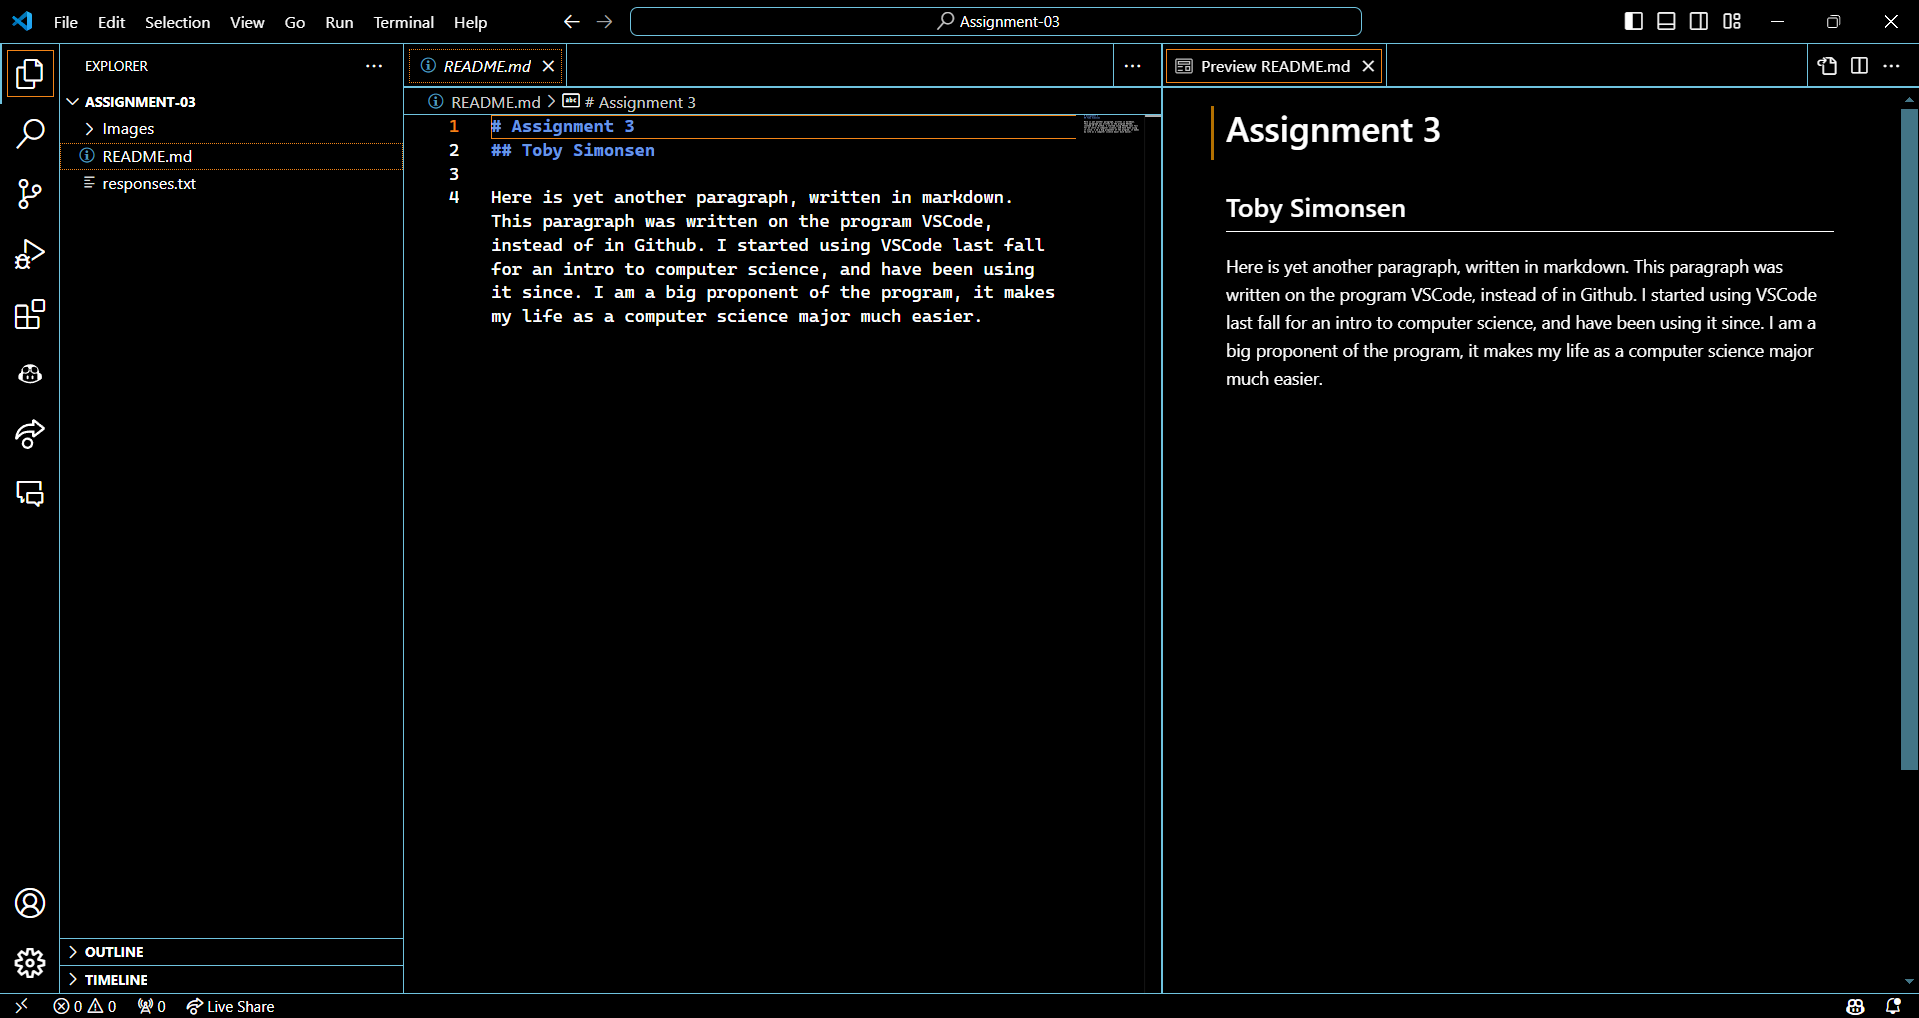 File Edit Selection View Go Run Terminal Help
Assignment-03
EXPLORER
ASSIGNMENT-03
Images
README.md
responses.txt
OUTLINE
TIMELINE
README.md
README.md > # Assignment 3
1 # Assignment 3
2 ## Toby Simonsen
3
4 Here is yet another paragraph, written in markdown.
This paragraph was written on the program VSCode,
instead of in Github. I started using VSCode last fall
for an intro to computer science, and have been using
it since. I am a big proponent of the program, it makes
my life as a computer science major much easier.
Preview README.md
Assignment 3
Toby Simonsen
Here is yet another paragraph, written in markdown. This paragraph was
written on the program VSCode, instead of in Github. I started using VSCode
last fall for an intro to computer science, and have been using it since. I am a
big proponent of the program, it makes my life as a computer science major
much easier.
0 0 0 Live Share